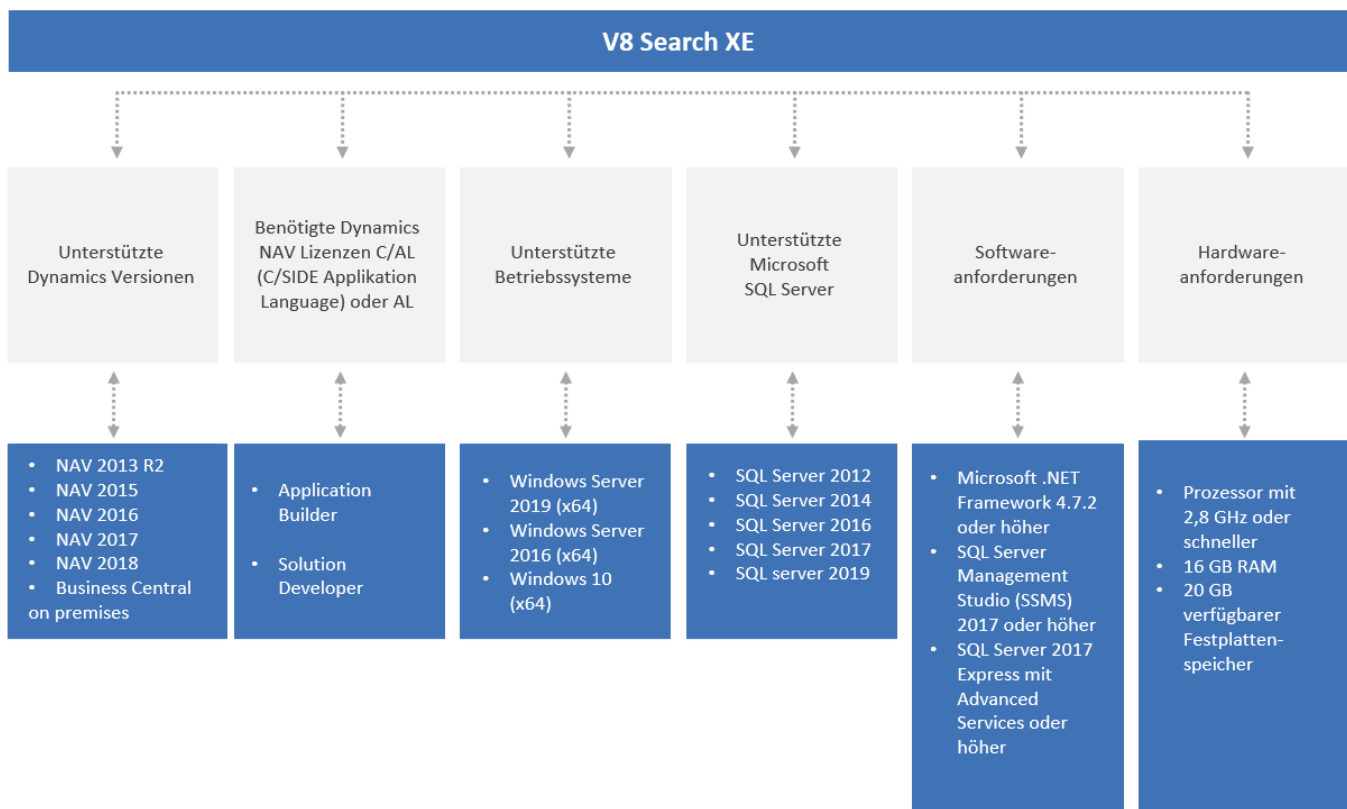 V8 Search XE
Unterstützte
Dynamics Versionen
Benötigte Dynamics
NAV Lizenzen C/AL
(C/SIDE Applikation
Language) oder AL
Unterstützte
Betriebssysteme
Unterstützte
Microsoft
SQL Server
Software-
anforderungen
Hardware-
anforderungen
• NAV 2013 R2
• NAV 2015
• NAV 2016
• NAV 2017
• NAV 2018
• Business Central
on premises
• Application
Builder
• Solution
Developer
• Windows Server
2019 (x64)
• Windows Server
2016 (x64)
• Windows 10
(x64)
• SQL Server 2012
• SQL Server 2014
• SQL Server 2016
• SQL Server 2017
• SQL server 2019
• Microsoft .NET
Framework 4.7.2
oder höher
• SQL Server
Management
Studio (SSMS)
2017 oder höher
• SQL Server 2017
Express mit
Advanced
Services oder
höher
• Prozessor mit
2,8 GHz oder
schneller
• 16 GB RAM
• 20 GB
verfügbarer
Festplatten-
speicher